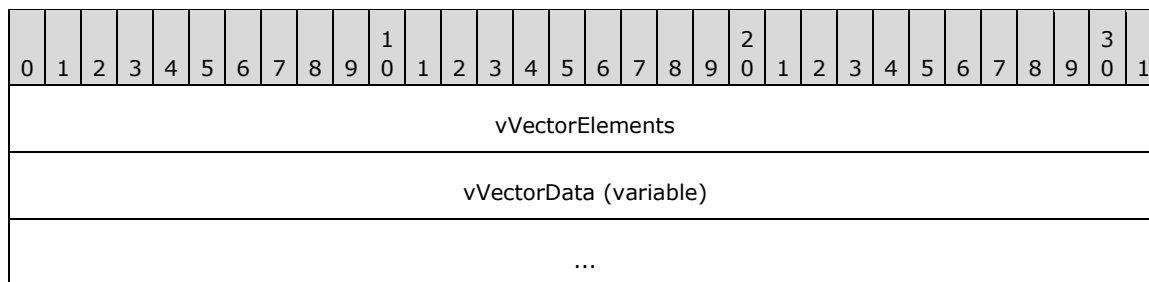 1 2 3
0 1 2 3 4 5 6 7 8 9 0 1 2 3 4 5 6 7 8 9 0 1 2 3 4 5 6 7 8 9 0 1
vVectorElements
vVectorData (variable)
...